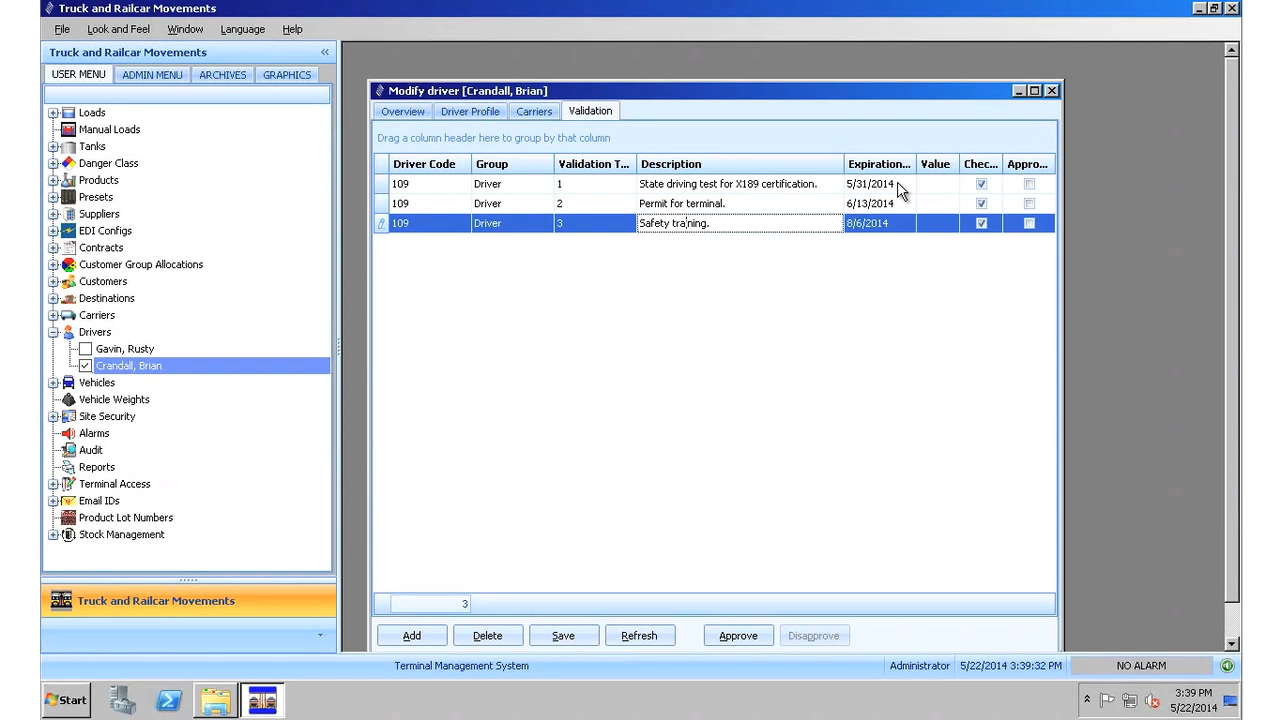 Truck and Railcar Movements
File Look and Feel Window Language Help
Truck and Railcar Movements
USER MENU ADMIN MENU ARCHIVES GRAPHICS
Loads
Manual Loads
Tanks
Danger Class
Products
Presets
Suppliers
EDI Configs
Contracts
Customer Group Allocations
Customers
Destinations
Carriers
Drivers
Gavin, Rusty
Crandall, Brian
Vehicles
Vehicle Weights
Site Security
Alarms
Audit
Reports
Terminal Access
Email IDs
Product Lot Numbers
Stock Management
Truck and Railcar Movements
Modify driver [Crandall, Brian]
Overview Driver Profile Carriers Validation
Drag a column header here to group by that column
Driver Code Group Validation T... Description Expiration... Value Chec... Appro...
109 Driver 1 State driving test for X189 certification. 5/31/2014
109 Driver 2 Permit for terminal. 6/13/2014
109 Driver 3 Safety training. 8/6/2014
3
Add Delete Save Refresh Approve Disapprove
Terminal Management System Administrator 5/22/2014 3:39:32 PM NO ALARM
Start 3:39 PM
5/22/2014